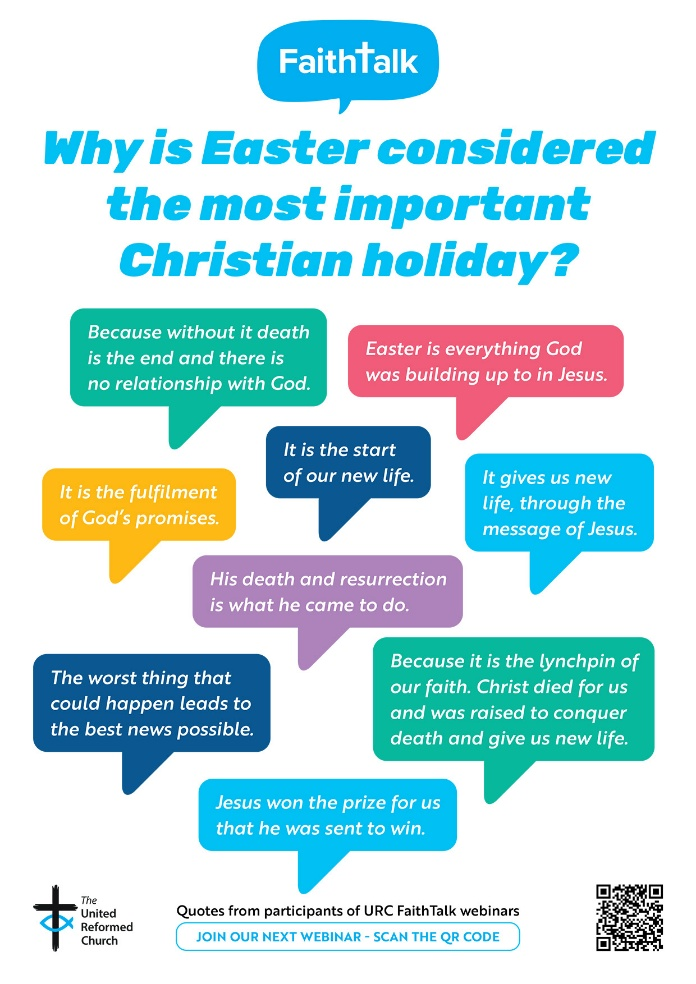 FaithTalk
Why is Easter considered
the most important
Christian holiday?
Because without it death
is the end and there is
no relationship with God.
Easter is everything God
was building up to in Jesus.
It is the start
of our new life.
It is the fulfilment
of God’s promises.
It gives us new
life, through the
message of Jesus.
His death and resurrection
is what he came to do.
The worst thing that
could happen leads to
the best news possible.
Because it is the lynchpin of
our faith. Christ died for us
and was raised to conquer
death and give us new life.
Jesus won the prize for us
that he was sent to win.
The
United
Reformed
Church
Quotes from participants of URC FaithTalk webinars
JOIN OUR NEXT WEBINAR - SCAN THE QR CODE